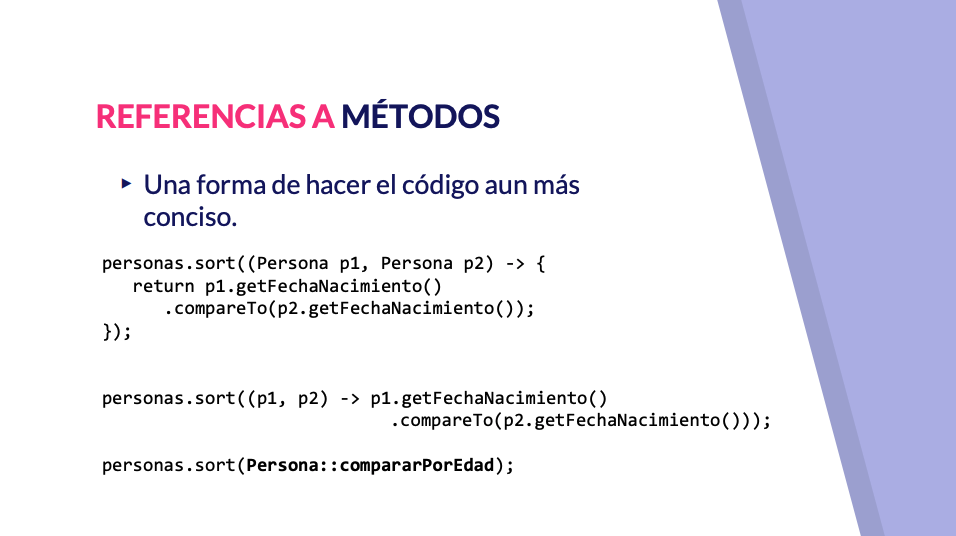 REFERENCIAS A MÉTODOS
▸ Una forma de hacer el código aun más
conciso.
personas.sort((Persona p1, Persona p2) -> {
   return p1.getFechaNacimiento()
      .compareTo(p2.getFechaNacimiento());
});
personas.sort((p1, p2) -> p1.getFechaNacimiento()
                            .compareTo(p2.getFechaNacimiento()));
personas.sort(Persona::compararPorEdad);